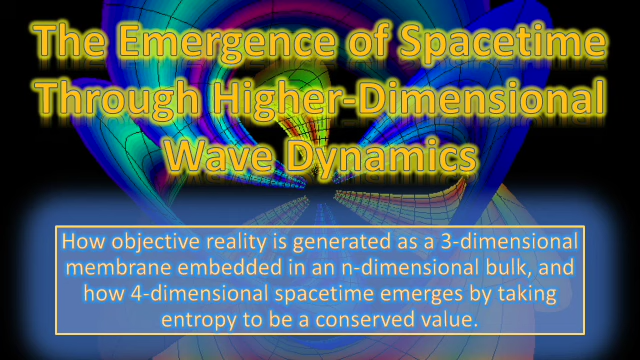 The Emergence of Spacetime
Through Higher-Dimensional
Wave Dynamics
How objective reality is generated as a 3-dimensional
membrane embedded in an n-dimensional bulk, and
how 4-dimensional spacetime emerges by taking
entropy to be a conserved value.